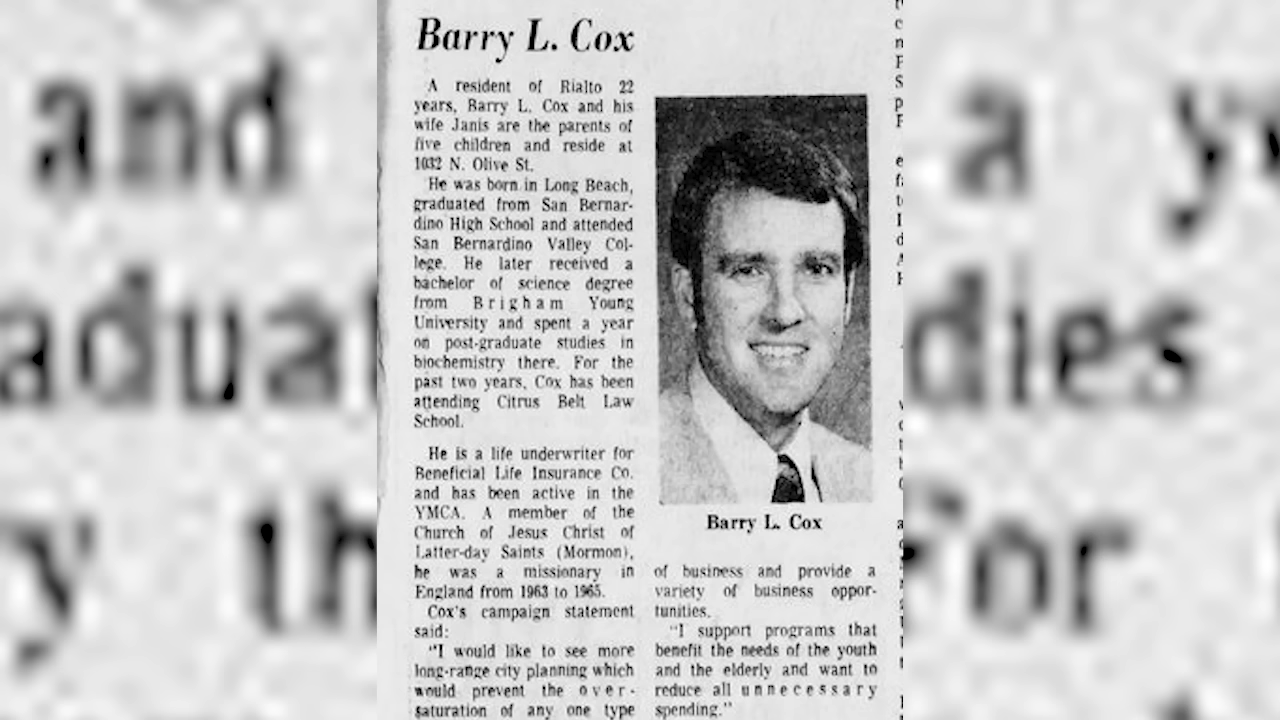 Barry L. Cox
A resident of Rialto 22
years, Barry L. Cox and his
wife Janis are the parents of
five children and reside at
1032 N. Olive St.
He was born in Long Beach,
graduated from San Bernar-
dino High School and attended
San Bernardino Valley Col-
lege. He later received a
bachelor of science degree
from Brigham Young
University and spent a year
on post-graduate studies in
biochemistry there. For the
past two years, Cox has been
attending Citrus Belt Law
School.
He is a life underwriter for
Beneficial Life Insurance Co.
and has been active in the
YMCA. A member of the
Church of Jesus Christ of
Latter-day Saints (Mormon),
he was a missionary in
England from 1963 to 1965.
Cox's campaign statement
said:
"I would like to see more
long-range city planning which
would prevent the over-
saturation of any one type
Barry L. Cox
of business and provide a
variety of business oppor-
tunities.
"I support programs that
benefit the needs of the youth
and the elderly and want to
reduce all unnecessary
spending."